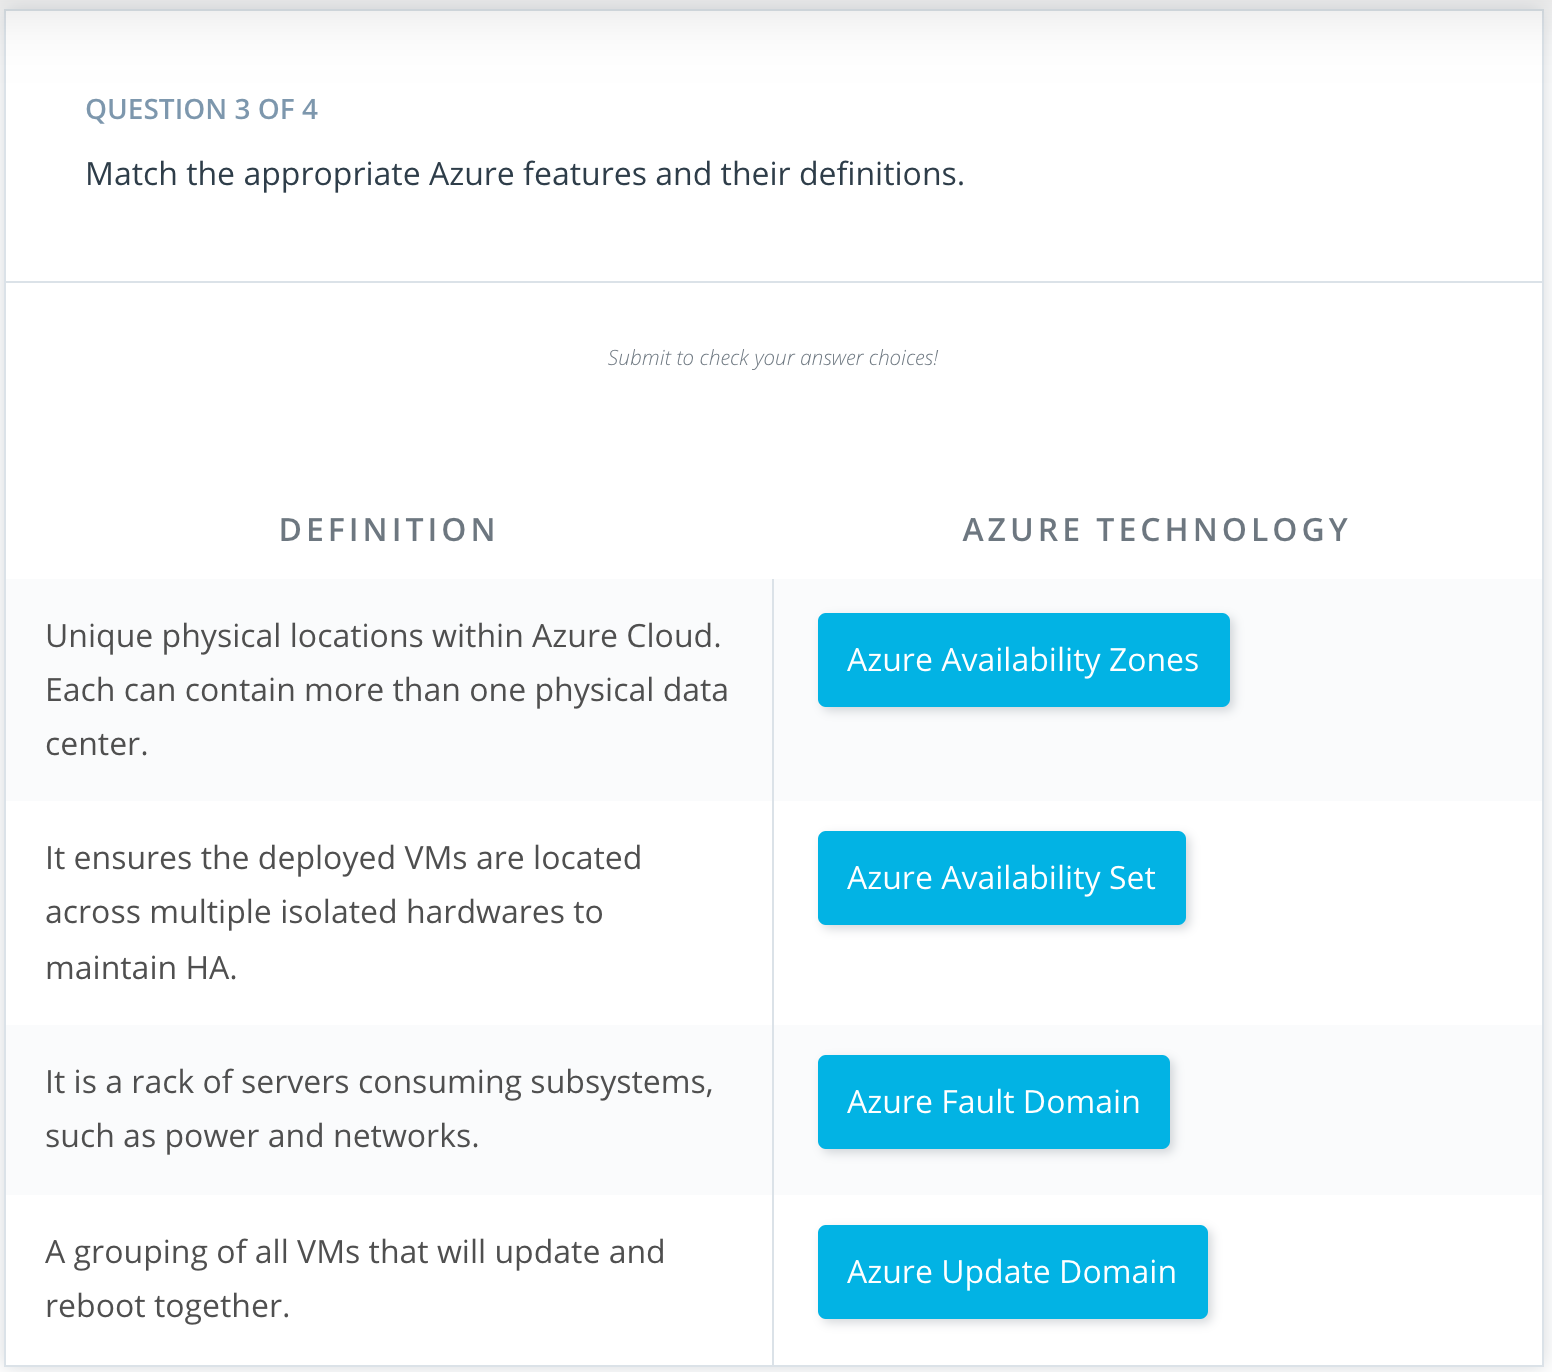 QUESTION 3 OF 4
Match the appropriate Azure features and their definitions.
Submit to check your answer choices!
DEFINITION
AZURE TECHNOLOGY
Unique physical locations within Azure Cloud.
Each can contain more than one physical data
center.
Azure Availability Zones
It ensures the deployed VMs are located
across multiple isolated hardwares to
maintain HA.
Azure Availability Set
It is a rack of servers consuming subsystems,
such as power and networks.
Azure Fault Domain
A grouping of all VMs that will update and
reboot together.
Azure Update Domain